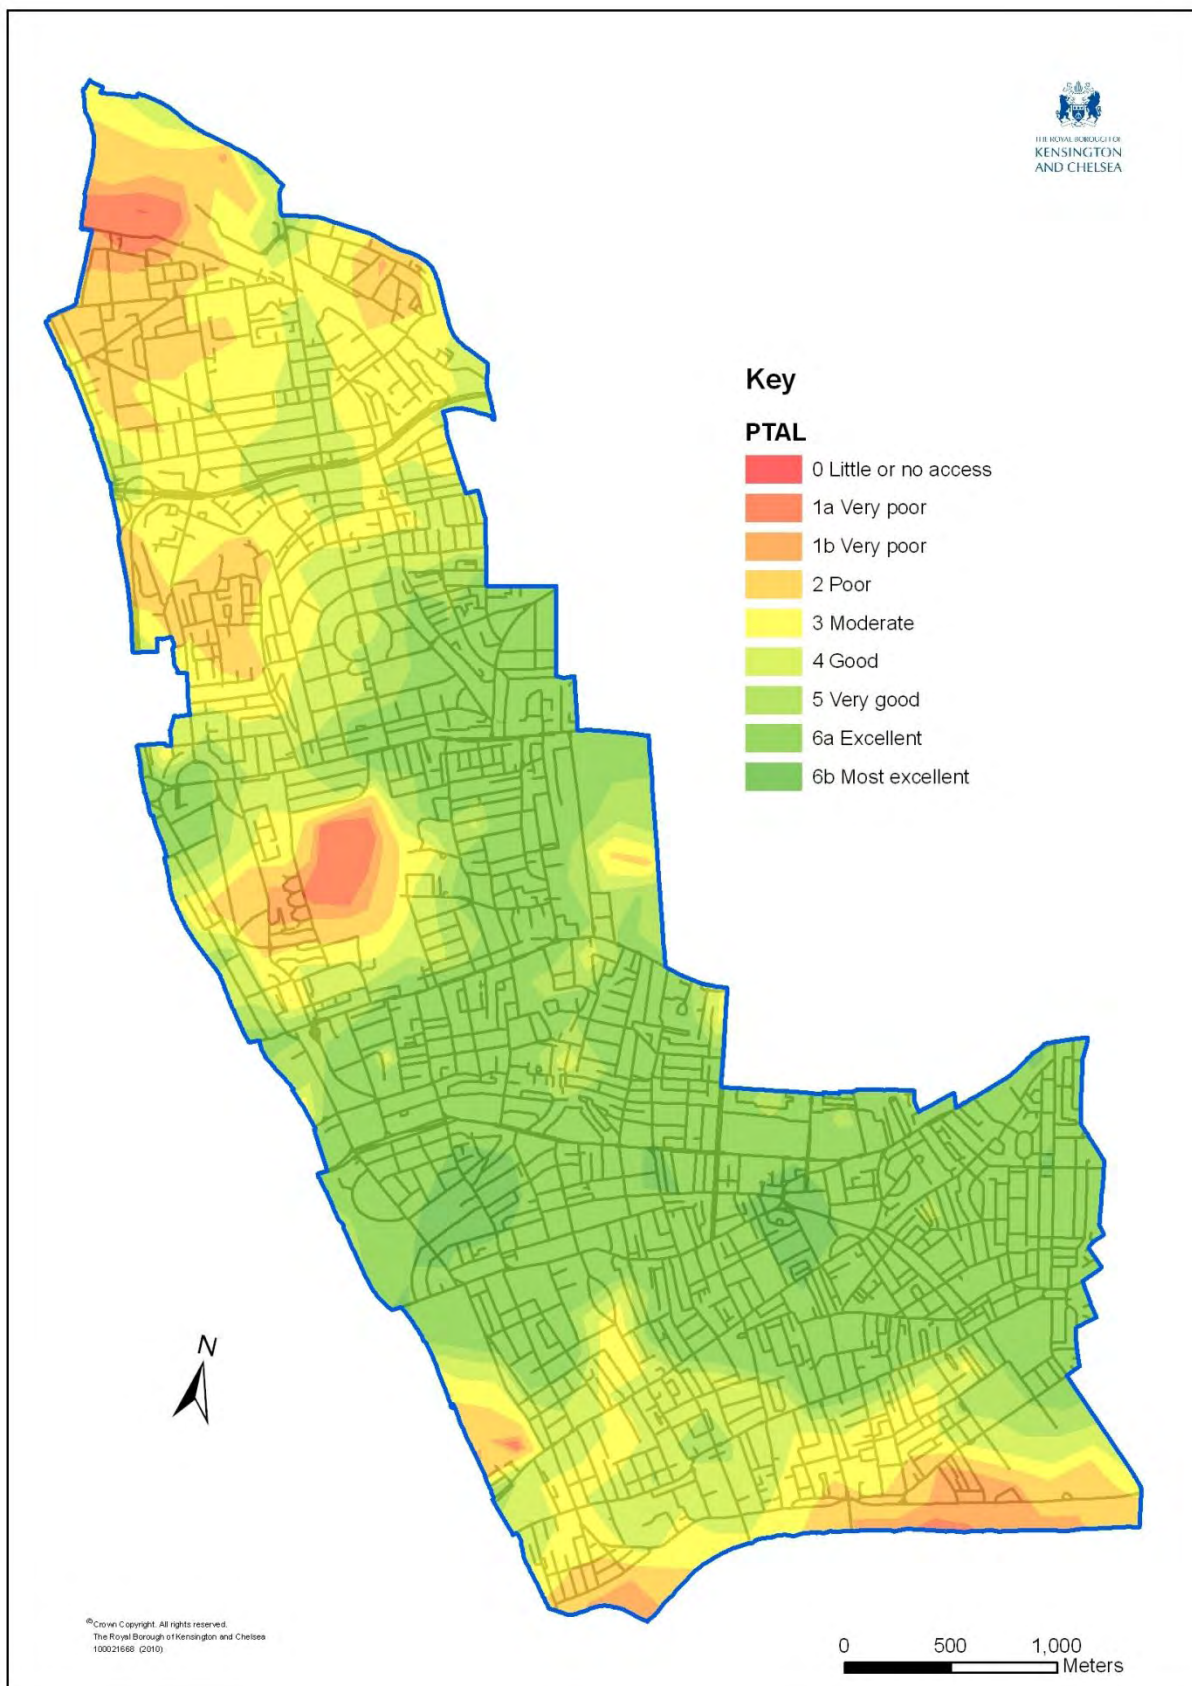 THE ROYAL BOROUGH OF
KENSINGTON
AND CHELSEA
Key
PTAL
0 Little or no access
1a Very poor
1b Very poor
2 Poor
3 Moderate
4 Good
5 Very good
6a Excellent
6b Most excellent
N
©Crown Copyright. All rights reserved.
The Royal Borough of Kensington and Chelsea
100021668 (2010)
0 500 1,000
Meters